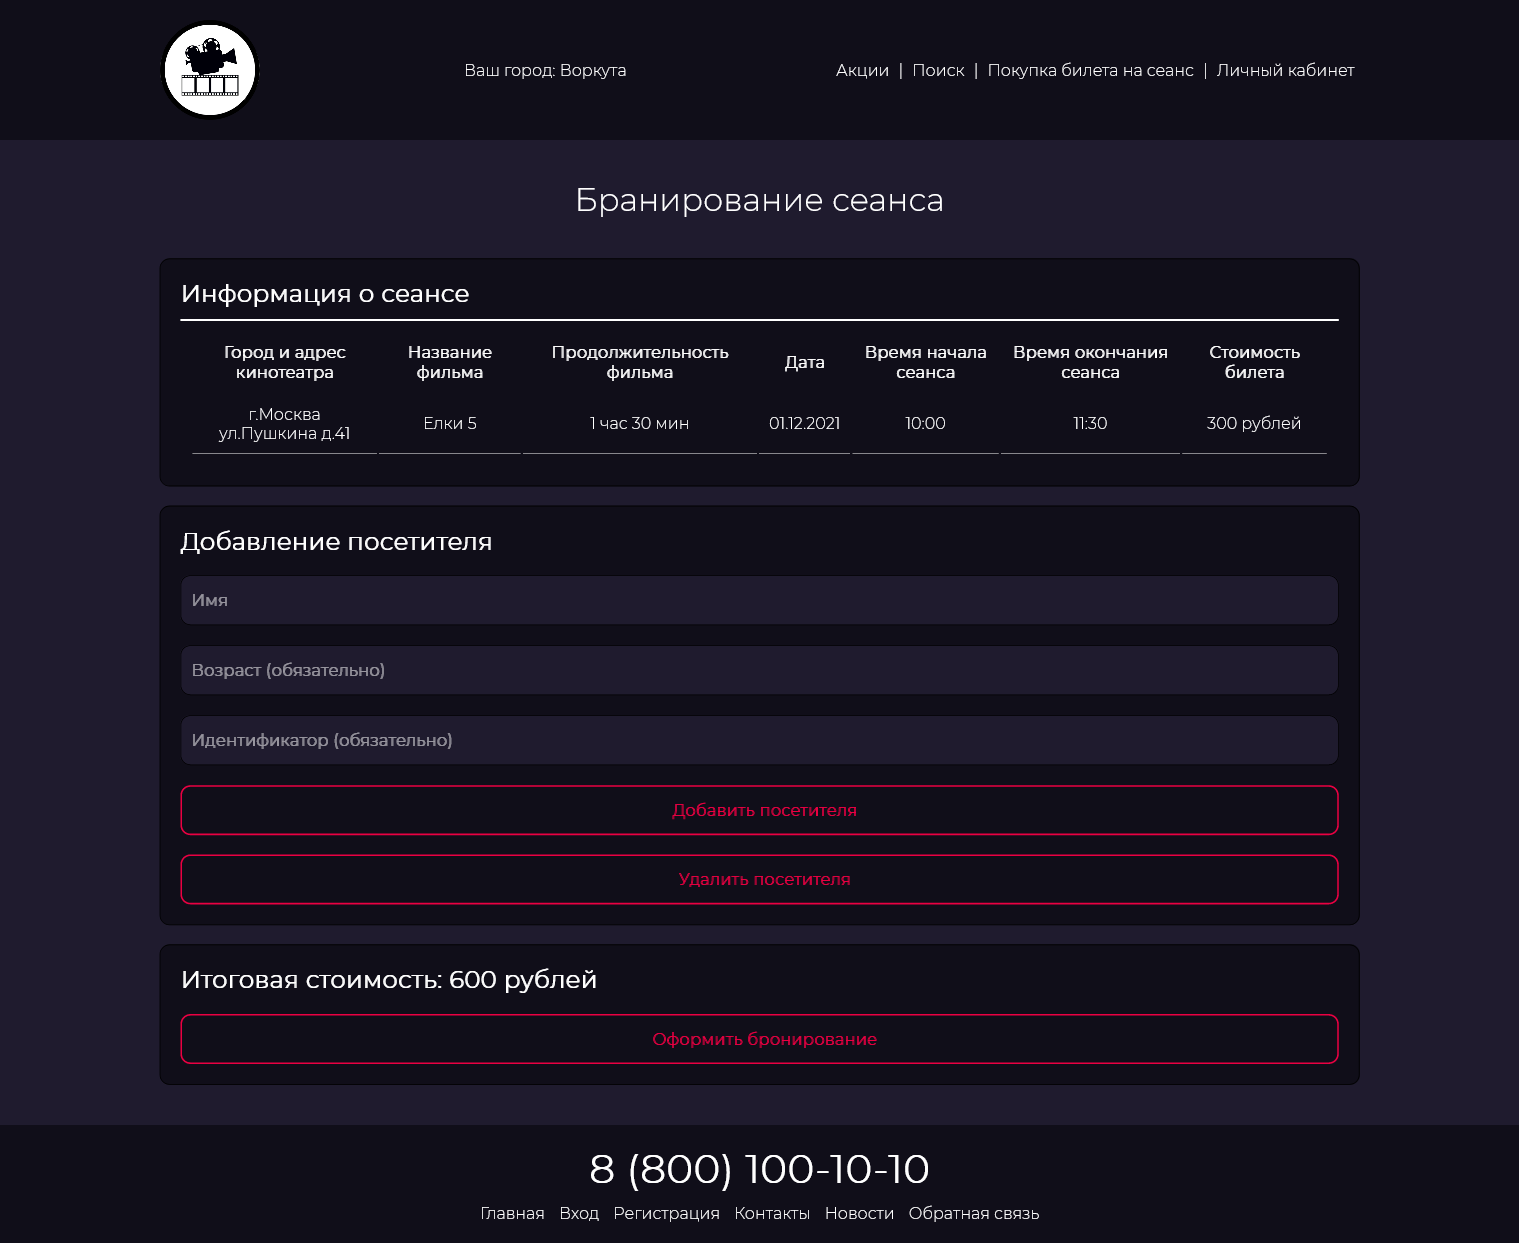 Ваш город: Воркута
Акции | Поиск | Покупка билета на сеанс | Личный кабинет
Бранирование сеанса
Информация о сеансе
Город и адрес кинотеатра
Название фильма
Продолжительность фильма
Дата
Время начала сеанса
Время окончания сеанса
Стоимость билета
г.Москва
ул.Пушкина д.41
Елки 5
1 час 30 мин
01.12.2021
10:00
11:30
300 рублей
Добавление посетителя
Имя
Возраст (обязательно)
Идентификатор (обязательно)
Добавить посетителя
Удалить посетителя
Итоговая стоимость: 600 рублей
Оформить бронирование
8 (800) 100-10-10
Главная Вход Регистрация Контакты Новости Обратная связь